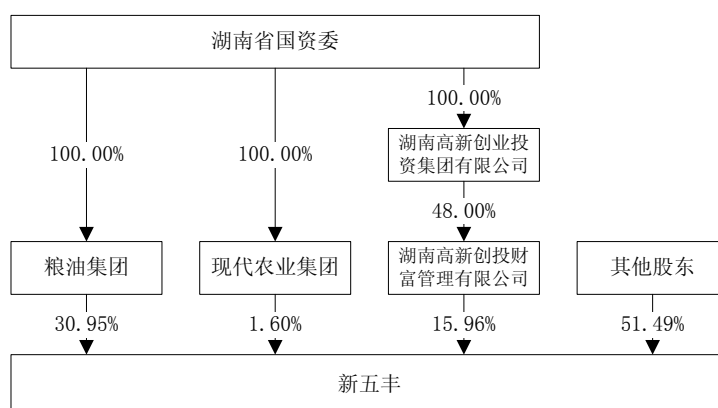 湖南省国资委
100.00%
100.00%
100.00%
湖南高新创业投
资集团有限公司
48.00%
粮油集团
现代农业集团
湖南高新创投财
富管理有限公司
其他股东
30.95%
1.60%
15.96%
51.49%
新五丰